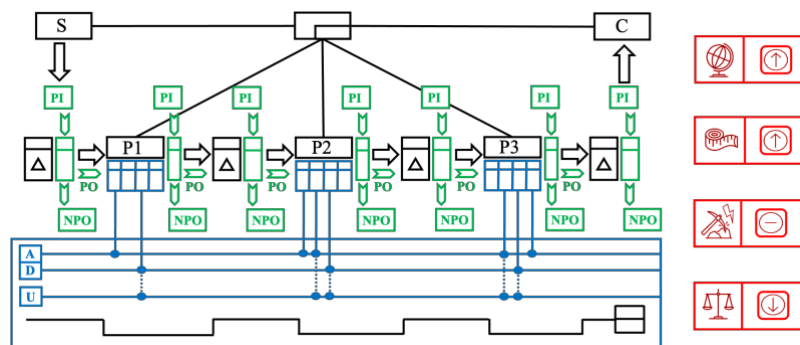 S C
PI PI PI PI PI PI PI
P1 P2 P3
PO PO PO PO PO PO
NPO NPO NPO NPO NPO NPO NPO
A
D
U